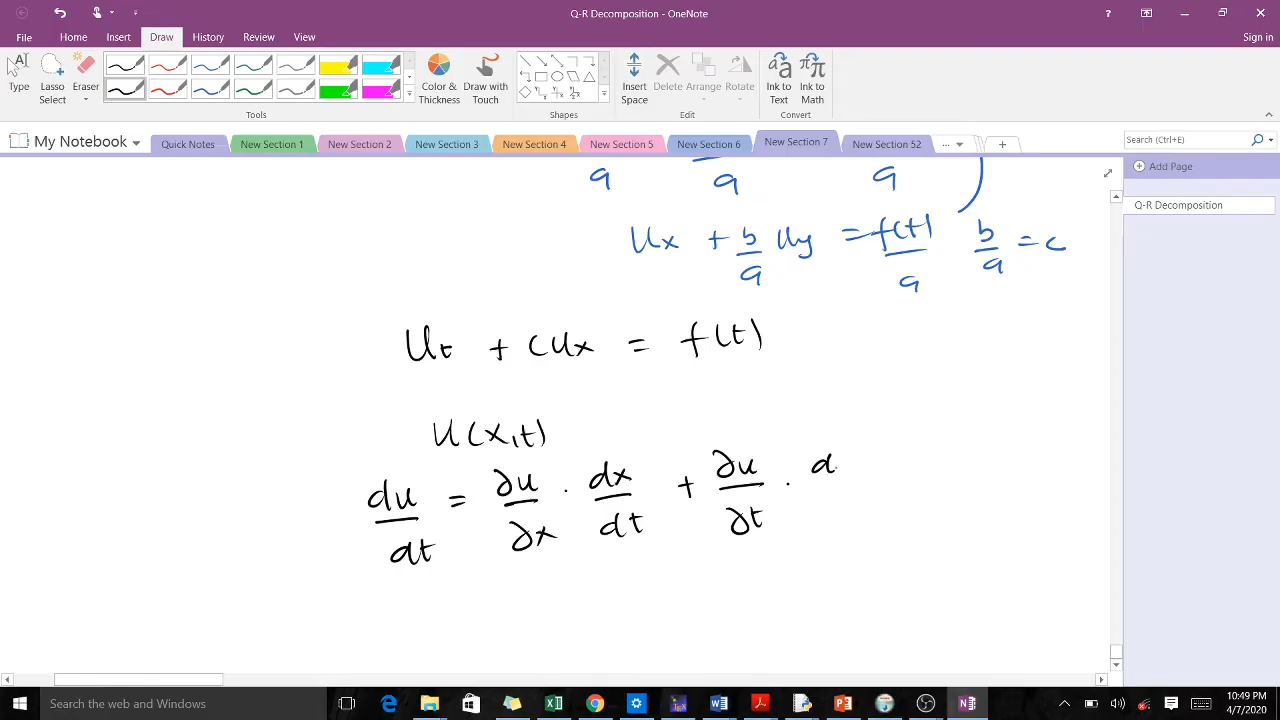 Q-R Decomposition - OneNote
Sign in
File Home Insert Draw History Review View
Type Lasso Select Eraser Color & Thickness Draw with Touch Insert Space Delete Arrange Rotate Ink to Text Ink to Math
Tools Shapes Edit Convert
My Notebook Quick Notes New Section 1 New Section 2 New Section 3 New Section 4 New Section 5 New Section 6 New Section 7 New Section 52 ... Search (Ctrl+E)
Add Page
Q-R Decomposition
a a a )
Ux + b/a Uy = f(t)/a b/a = c
Ut + CUx = f(t)
U(x,t)
du/dt = ∂u/∂x . dx/dt + ∂u/∂t . d
Search the web and Windows
10:49 PM
4/7/2020